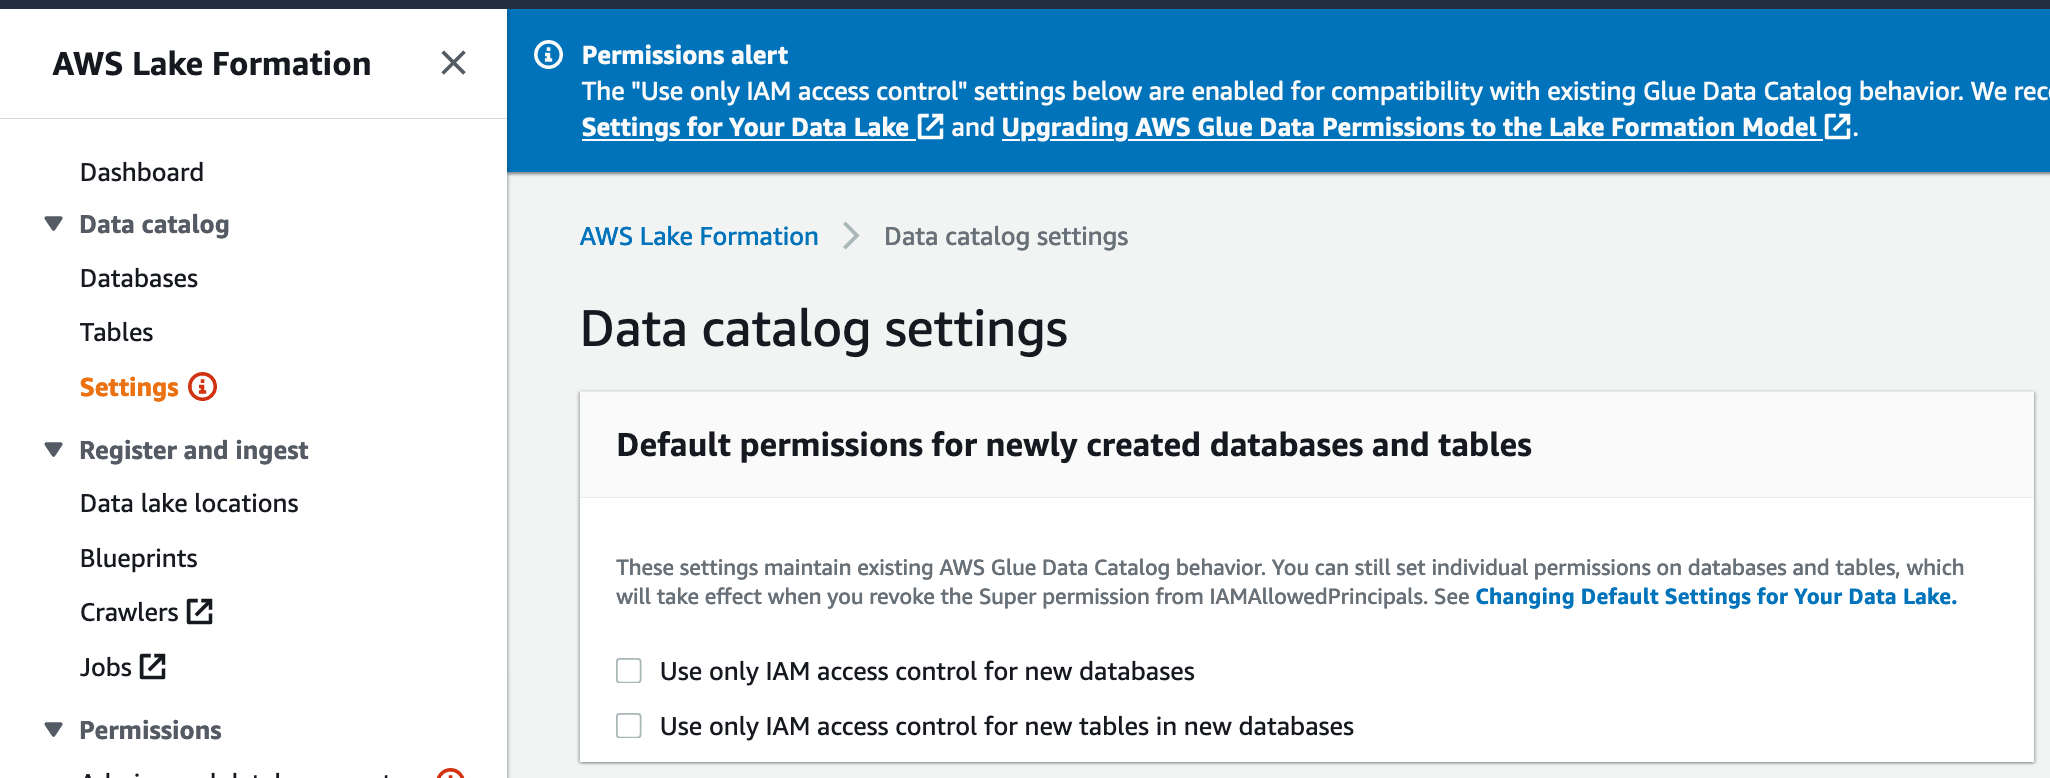 AWS Lake Formation
Dashboard
Data catalog
Databases
Tables
Settings
Register and ingest
Data lake locations
Blueprints
Crawlers
Jobs
Permissions
Permissions alert
The "Use only IAM access control" settings below are enabled for compatibility with existing Glue Data Catalog behavior. We
Settings for Your Data Lake and Upgrading AWS Glue Data Permissions to the Lake Formation Model.
AWS Lake Formation Data catalog settings
Data catalog settings
Default permissions for newly created databases and tables
These settings maintain existing AWS Glue Data Catalog behavior. You can still set individual permissions on databases and tables, which
will take effect when you revoke the Super permission from IAMAllowedPrincipals. See Changing Default Settings for Your Data Lake.
Use only IAM access control for new databases
Use only IAM access control for new tables in new databases